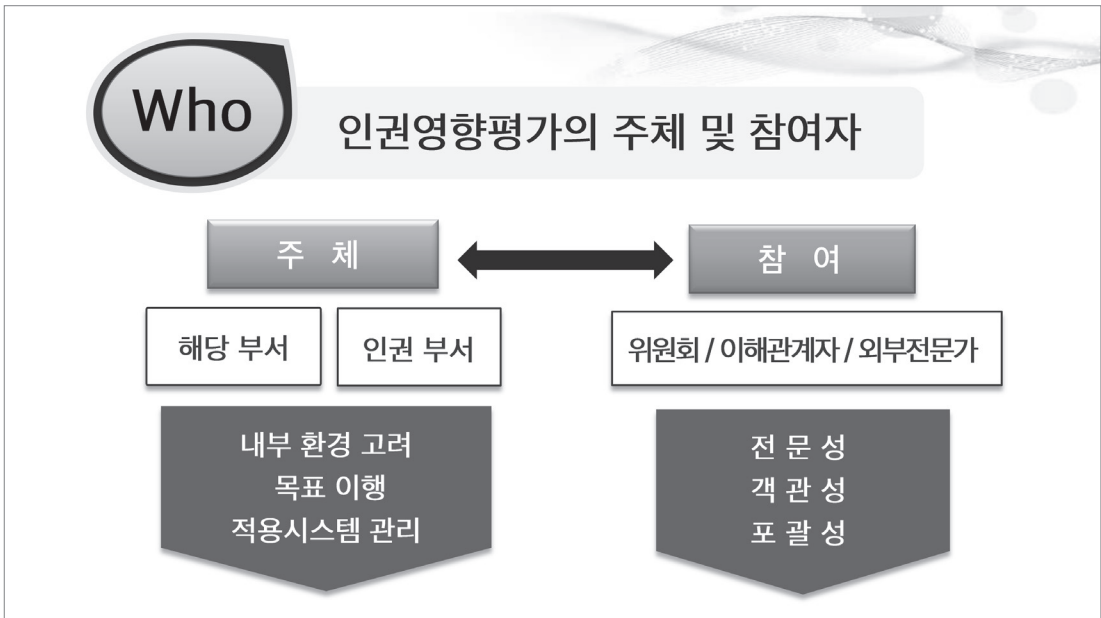 Who
인권영향평가의 주체 및 참여자
주 체
참 여
해당 부서
인권 부서
위원회 / 이해관계자 / 외부전문가
내부 환경 고려
목표 이행
적용시스템 관리
전 문 성
객 관 성
포 괄 성